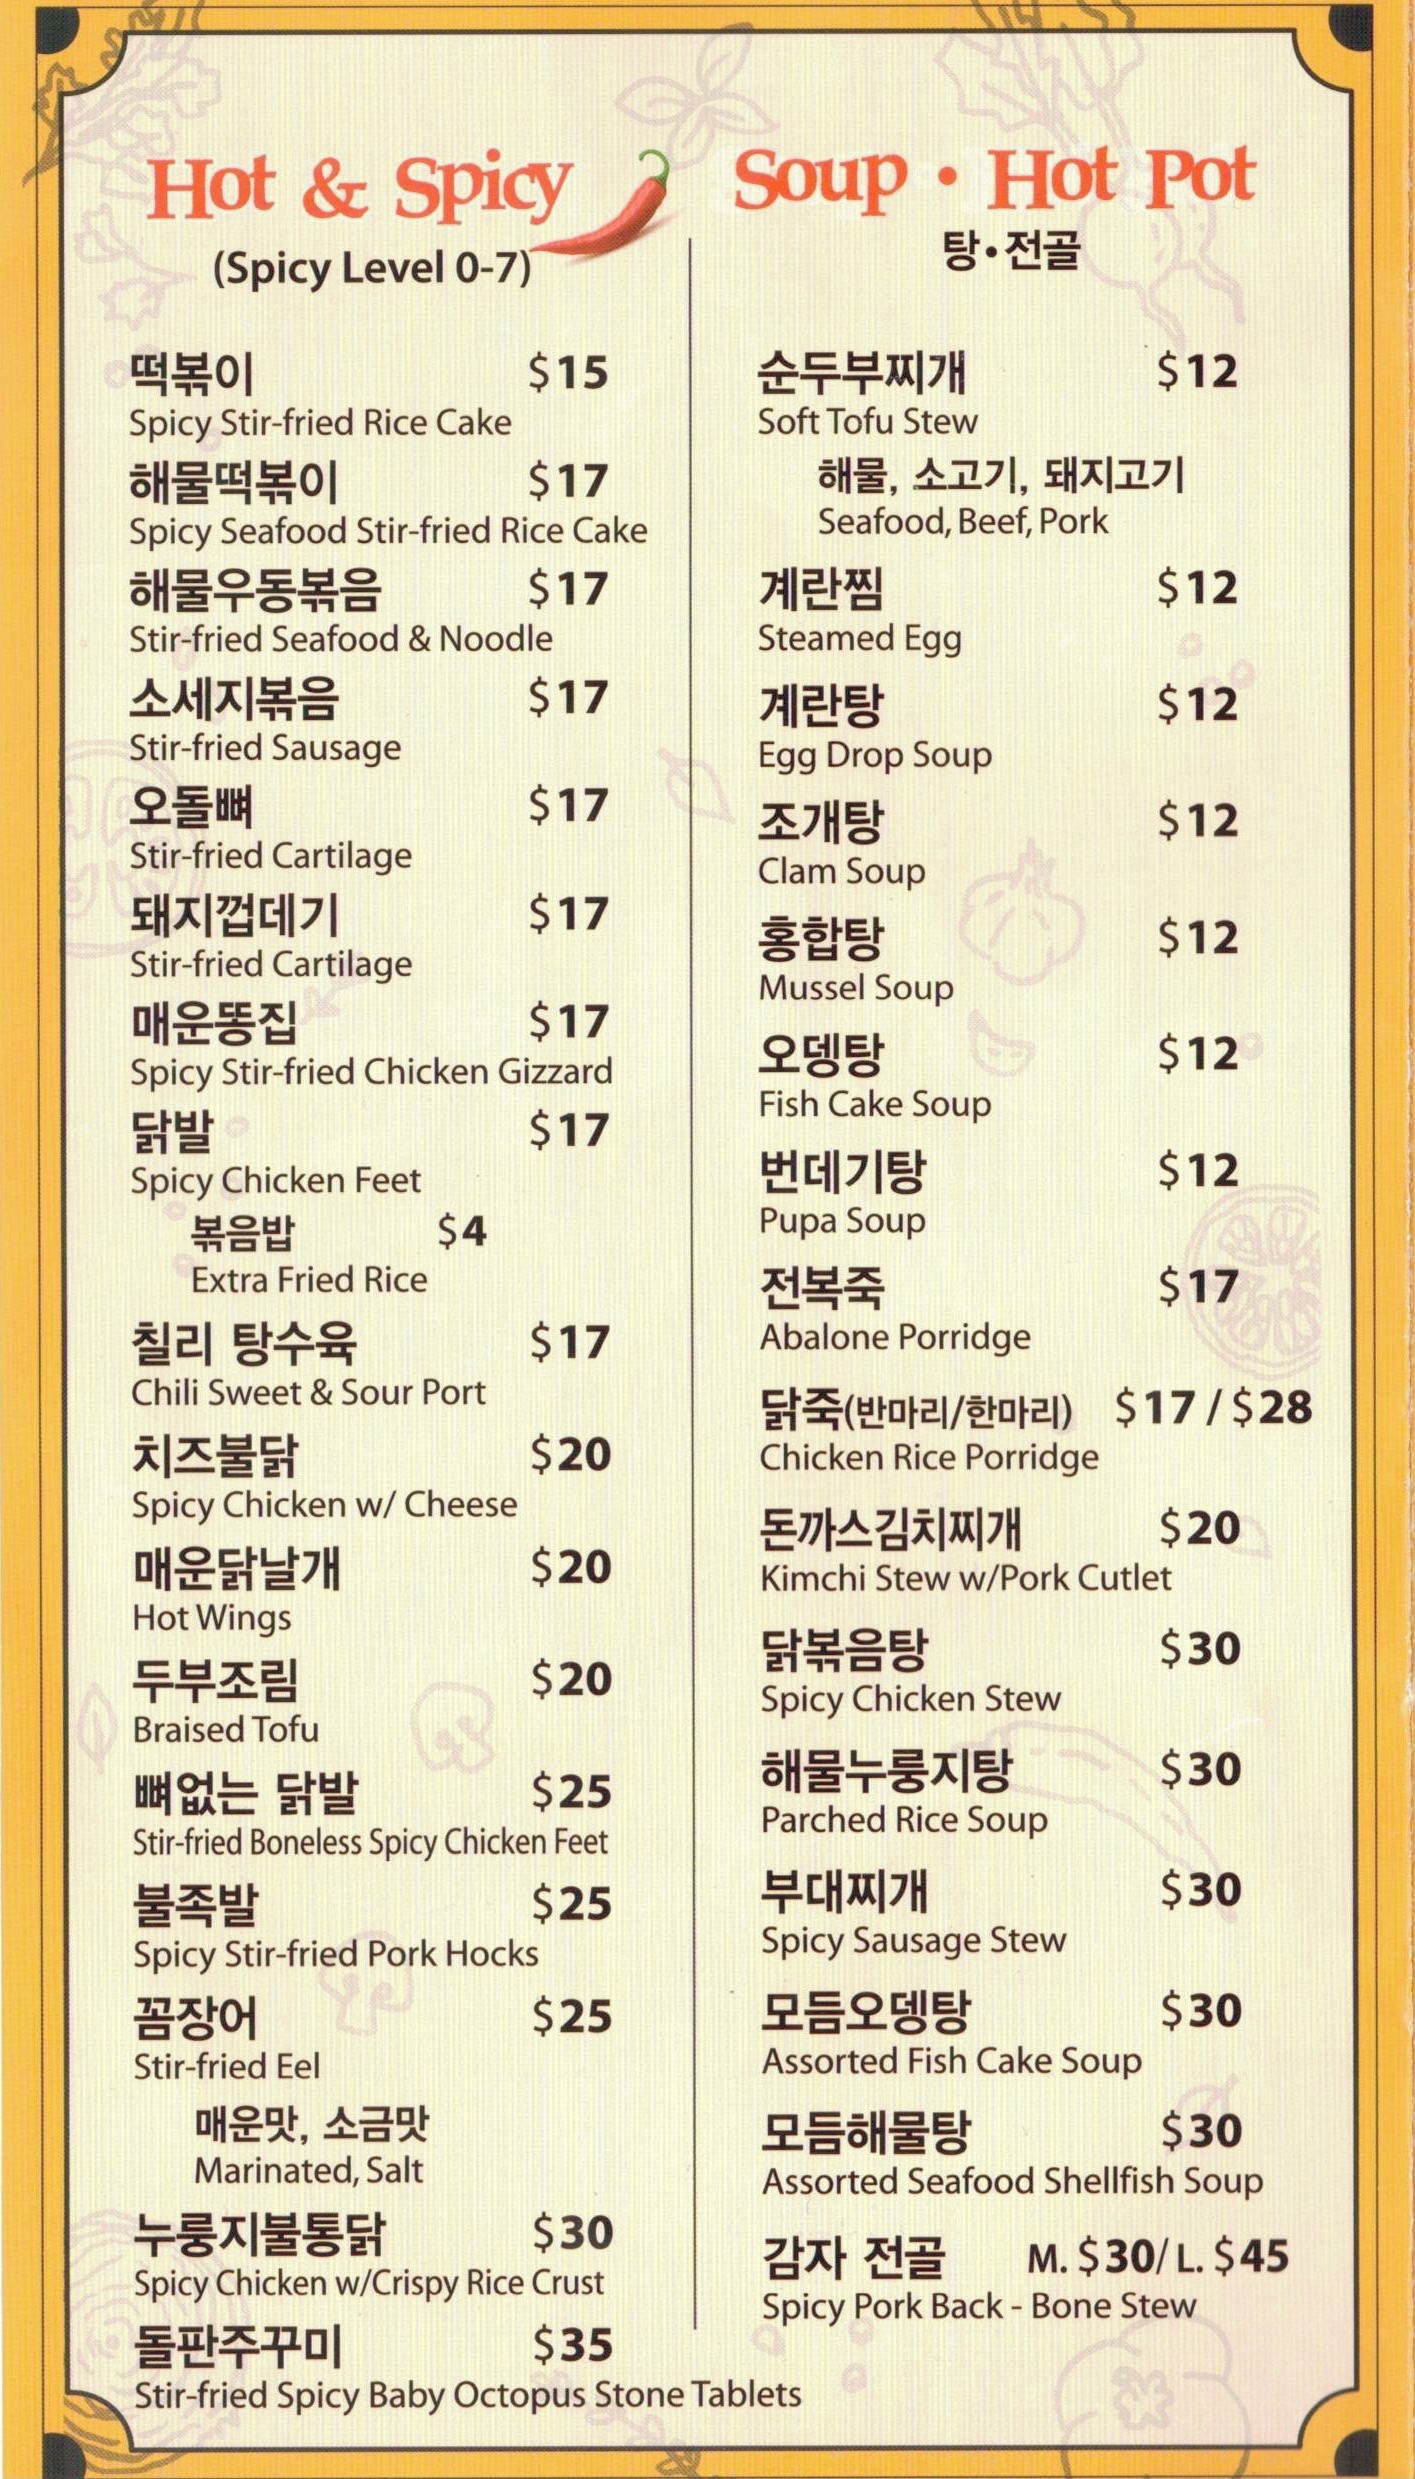 Hot & Spicy
(Spicy Level 0-7)
떡볶이 $15
Spicy Stir-fried Rice Cake
해물떡볶이 $17
Spicy Seafood Stir-fried Rice Cake
해물우동볶음 $17
Stir-fried Seafood & Noodle
소세지볶음 $17
Stir-fried Sausage
오돌뼈 $17
Stir-fried Cartilage
돼지껍데기 $17
Stir-fried Cartilage
매운똥집 $17
Spicy Stir-fried Chicken Gizzard
닭발 $17
Spicy Chicken Feet
볶음밥 $4
Extra Fried Rice
칠리 탕수육 $17
Chili Sweet & Sour Port
치즈불닭 $20
Spicy Chicken w/ Cheese
매운닭날개 $20
Hot Wings
두부조림 $20
Braised Tofu
뼈없는 닭발 $25
Stir-fried Boneless Spicy Chicken Feet
불족발 $25
Spicy Stir-fried Pork Hocks
꼼장어 $25
Stir-fried Eel
매운맛, 소금맛
Marinated, Salt
누룽지불통닭 $30
Spicy Chicken w/Crispy Rice Crust
돌판주꾸미 $35
Stir-fried Spicy Baby Octopus Stone Tablets
Soup • Hot Pot
탕•전골
순두부찌개 $12
Soft Tofu Stew
해물, 소고기, 돼지고기
Seafood, Beef, Pork
계란찜 $12
Steamed Egg
계란탕 $12
Egg Drop Soup
조개탕 $12
Clam Soup
홍합탕 $12
Mussel Soup
오뎅탕 $12
Fish Cake Soup
번데기탕 $12
Pupa Soup
전복죽 $17
Abalone Porridge
닭죽(반마리/한마리) $17 / $28
Chicken Rice Porridge
돈까스김치찌개 $20
Kimchi Stew w/Pork Cutlet
닭볶음탕 $30
Spicy Chicken Stew
해물누룽지탕 $30
Parched Rice Soup
부대찌개 $30
Spicy Sausage Stew
모듬오뎅탕 $30
Assorted Fish Cake Soup
모듬해물탕 $30
Assorted Seafood Shellfish Soup
감자 전골 M. $30/ L. $45
Spicy Pork Back - Bone Stew